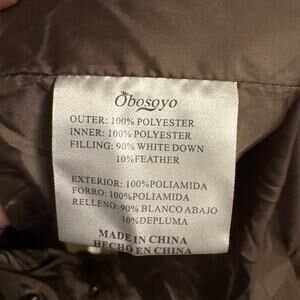 Obosoyo
OUTER: 100% POLYESTER
INNER: 100% POLYESTER
FILLING: 90% WHITE DOWN
10%FEATHER
EXTERIOR: 100%POLIAMIDA
FORRO: 100%POLIAMIDA
RELLENO: 90% BLANCO ABAJO
10%DEPLUMA
MADE IN CHINA
HECHO EN CHINA